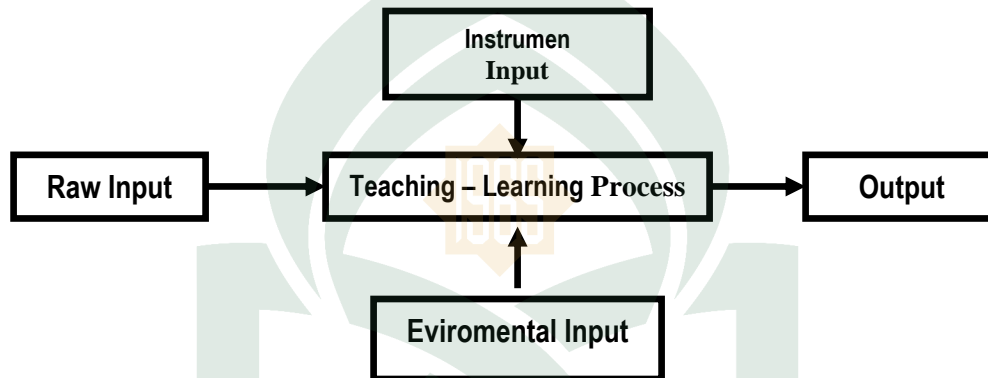 Instrumen
Input
Raw Input
Teaching – Learning Process
Output
Eviromental Input